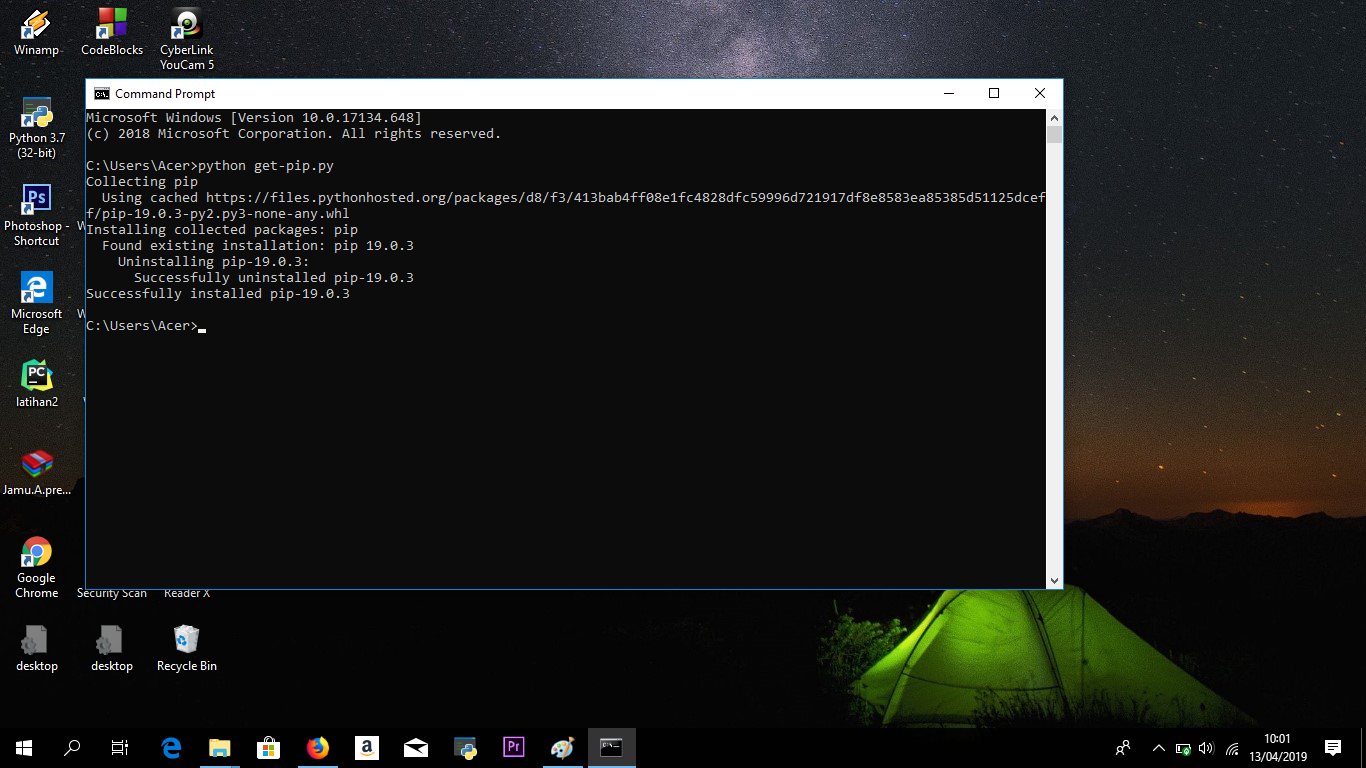 Winamp
CodeBlocks
CyberLink
YouCam 5
Command Prompt
Python 3.7
(32-bit)
Photoshop -
Shortcut
Microsoft
Edge
PC
latihan2
Jamu.A.pre...
Google
Chrome
Security Scan
Reader X
desktop
desktop
Recycle Bin
Microsoft Windows [Version 10.0.17134.648]
(c) 2018 Microsoft Corporation. All rights reserved.
C:\Users\Acer>python get-pip.py
Collecting pip
Using cached https://files.pythonhosted.org/packages/d8/f3/413bab4ff08e1fc4828dfc59996d721917df8e8583ea85385d51125dcef
f/pip-19.0.3-py2.py3-none-any.whl
Installing collected packages: pip
Found existing installation: pip 19.0.3
Uninstalling pip-19.0.3:
Successfully uninstalled pip-19.0.3
Successfully installed pip-19.0.3
C:\Users\Acer>
Ps
Pr
a
10:01
13/04/2019